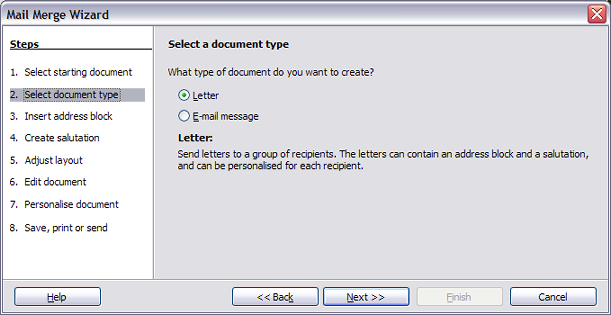 Mail Merge Wizard
Steps
1. Select starting document
2. Select document type
3. Insert address block
4. Create salutation
5. Adjust layout
6. Edit document
7. Personalise document
8. Save, print or send
Select a document type
What type of document do you want to create?
Letter
E-mail message
Letter:
Send letters to a group of recipients. The letters can contain an address block and a salutation,
and can be personalised for each recipient.
Help
<< Back
Next >>
Finish
Cancel